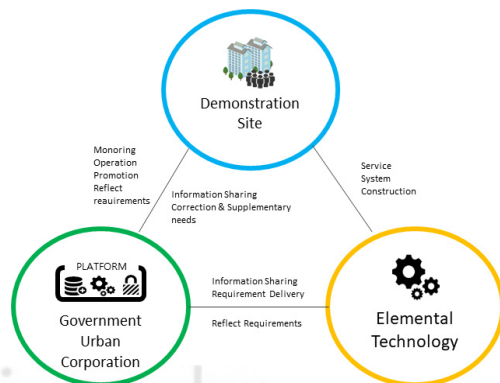 Demonstration
Site
Monoring
Operation
Promotion
Reflect
reauirements
Information Sharing
Correction & Supplementary
needs
Service
System
Construction
PLATFORM
Government
Urban
Corporation
Information Sharing
Requirement Delivery
Reflect Requirements
Elemental
Technology